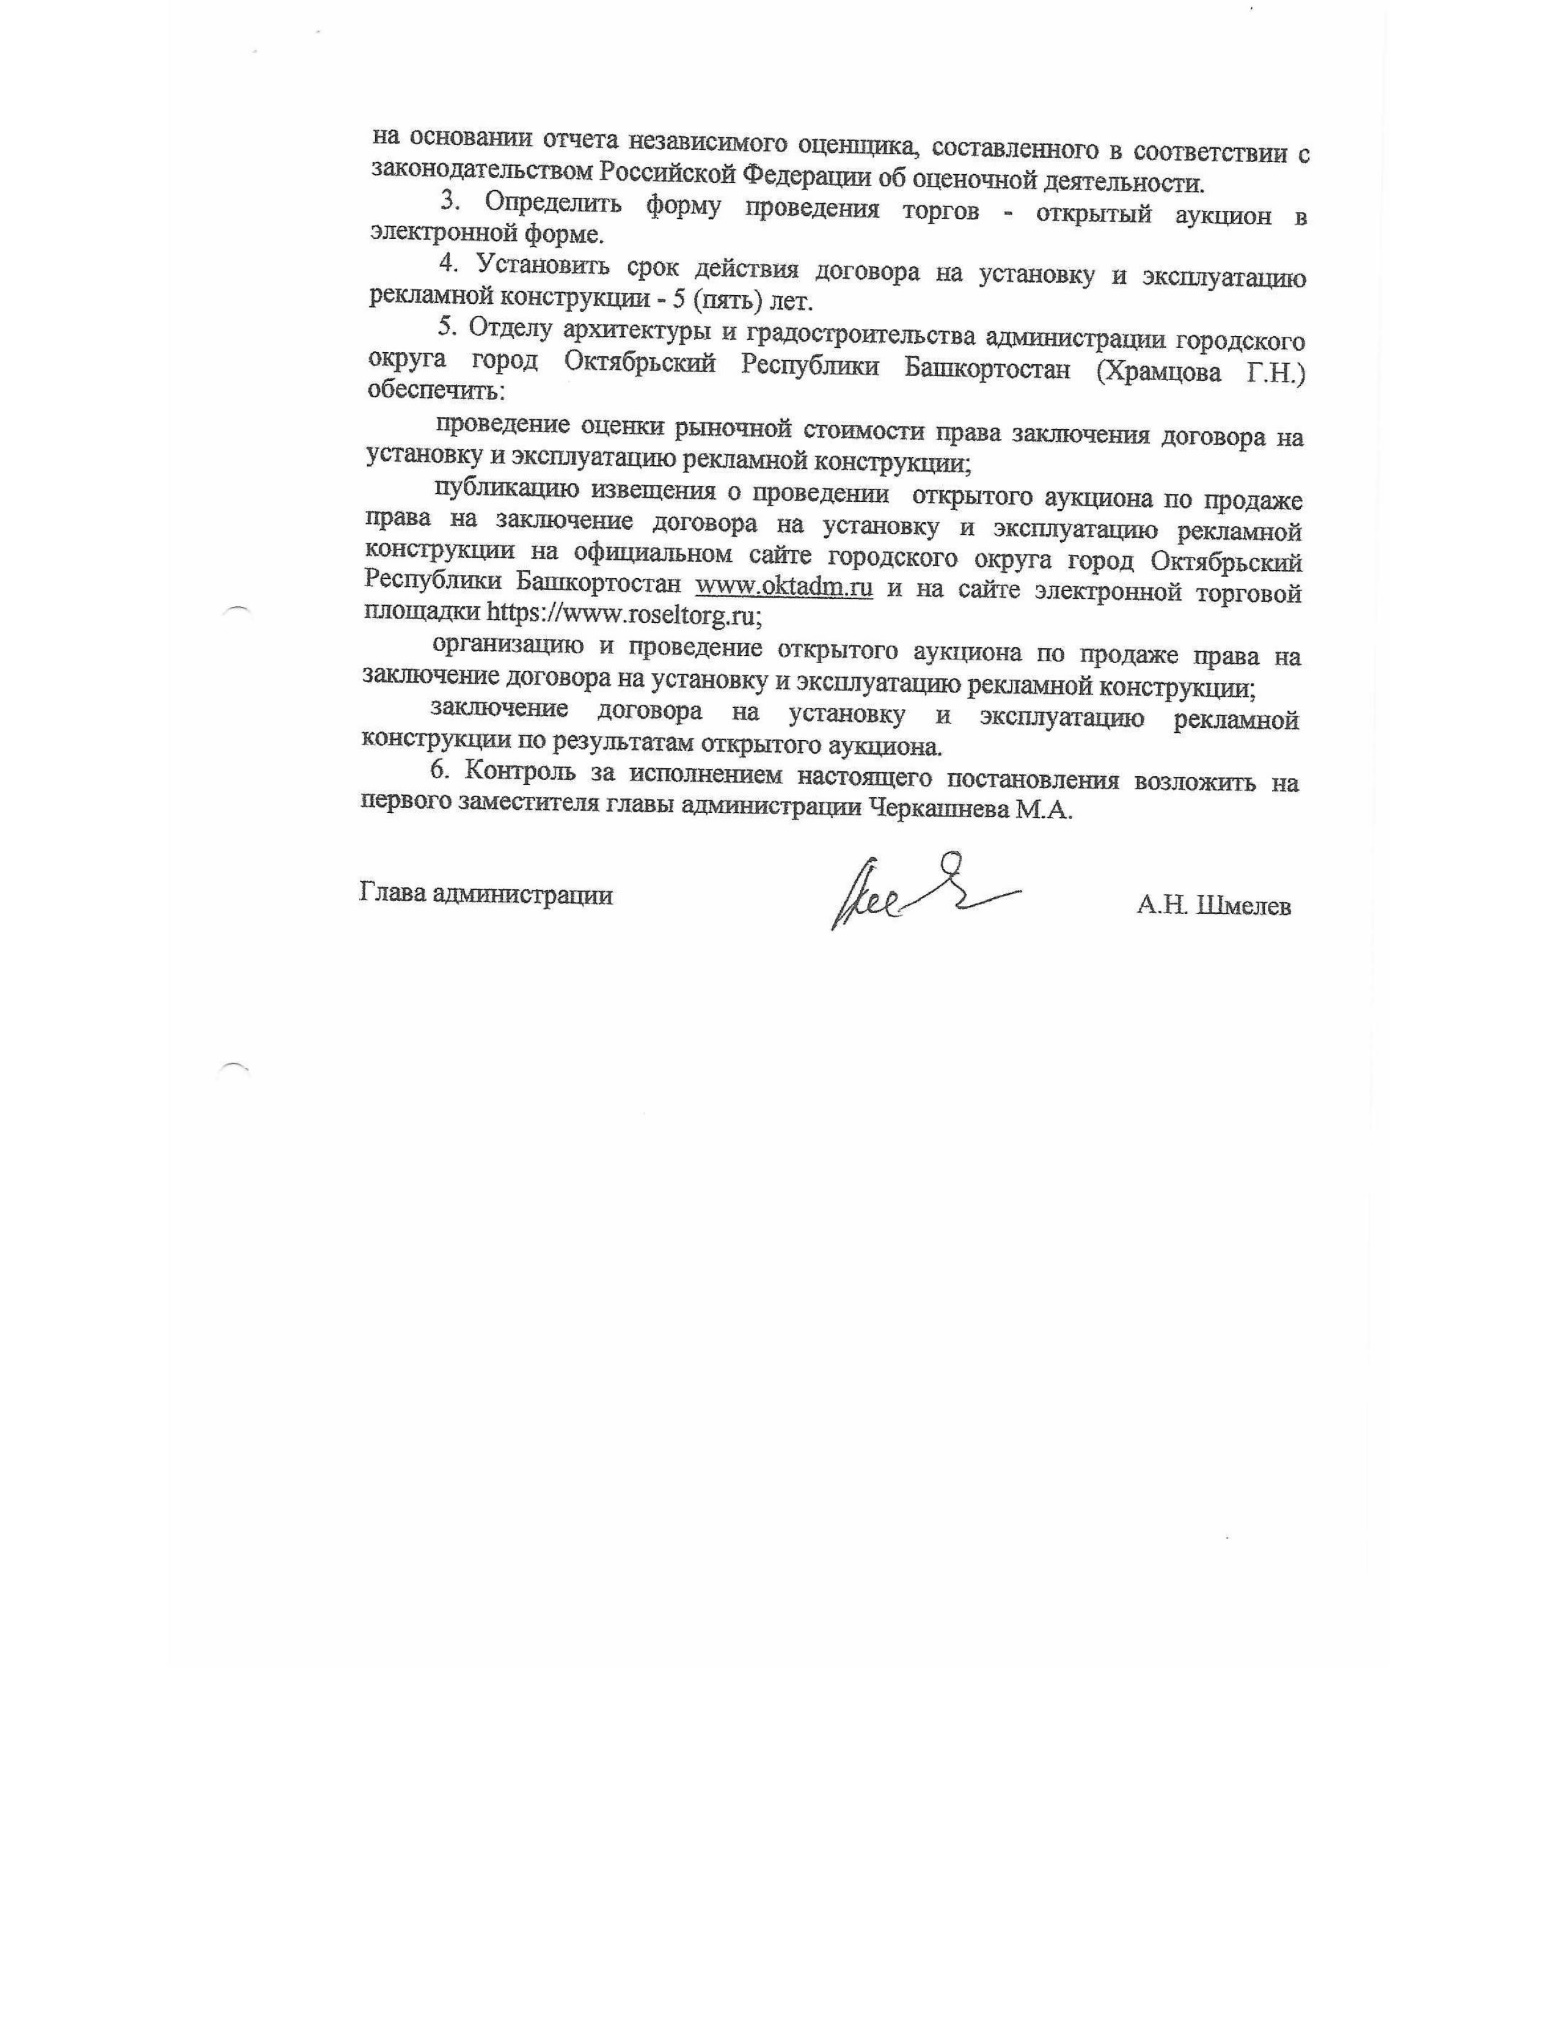 на основании отчета независимого оценщика, составленного в соответствии с
законодательством Российской Федерации об оценочной деятельности.
3. Определить форму проведения торгов - открытый аукцион в
электронной форме.
4. Установить срок действия договора на установку и эксплуатацию
рекламной конструкции - 5 (пять) лет.
5. Отделу архитектуры и градостроительства администрации городского
округа город Октябрьский Республики Башкортостан (Храмцова Г.Н.)
обеспечить:
проведение оценки рыночной стоимости права заключения договора на
установку и эксплуатацию рекламной конструкции;
публикацию извещения о проведении открытого аукциона по продаже
права на заключение договора на установку и эксплуатацию рекламной
конструкции на официальном сайте городского округа город Октябрьский
Республики Башкортостан www.oktadm.ru и на сайте электронной торговой
площадки https://www.roseltorg.ru;
организацию и проведение открытого аукциона по продаже права на
заключение договора на установку и эксплуатацию рекламной конструкции;
заключение договора на установку и эксплуатацию рекламной
конструкции по результатам открытого аукциона.
6. Контроль за исполнением настоящего постановления возложить на
первого заместителя главы администрации Черкашнева М.А.
Глава администрации А.Н. Шмелев